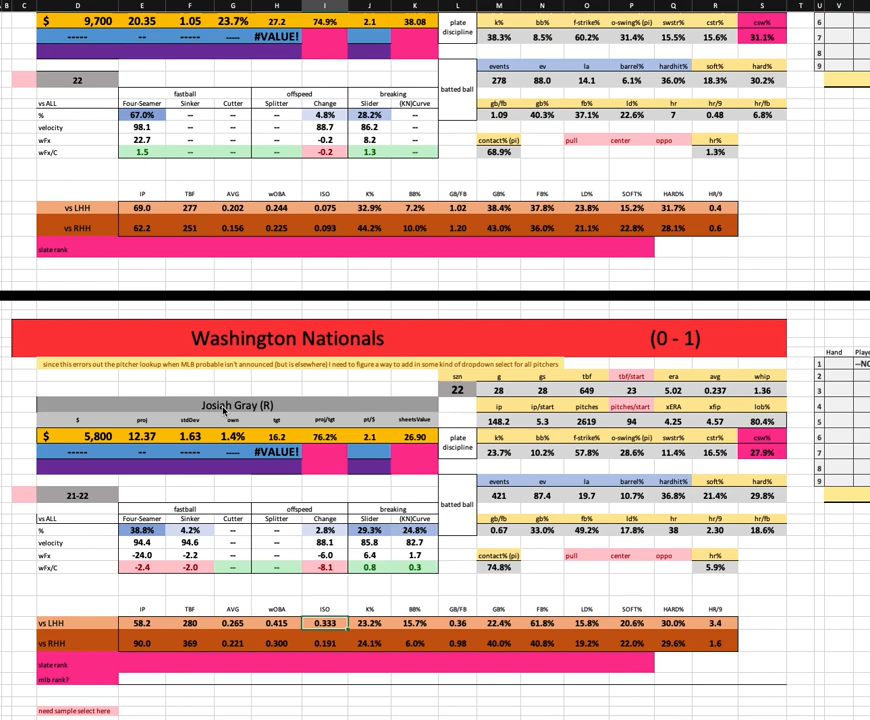 B C D E F G H I J K L M N O P Q R S T U V
$ 9,700 20.35 1.05 23.7% 27.2 74.9% 2.1 38.08 plate discipline k% bb% f-strike% o-swing% (pi) swstr% cstr% csw% 6
----- -- ----- ---- #VALUE! 38.3% 8.5% 60.2% 31.4% 15.5% 15.6% 31.1% 7
8
events ev la barrel% hardhit% soft% hard% 9
22 278 88.0 14.1 6.1% 36.0% 18.3% 30.2%
fastball offspeed breaking batted ball
vs ALL Four-Seamer Sinker Cutter Splitter Change Slider (KN)Curve gb/fb gb% fb% ld% hr hr/9 hr/fb
% 67.0% -- -- -- 4.8% 28.2% -- 1.09 40.3% 37.1% 22.6% 7 0.48 6.8%
velocity 98.1 -- -- -- 88.7 86.2 --
wFx 22.7 -- -- -- -0.2 8.2 -- contact% (pi) pull center oppo hr%
wFx/C 1.5 -- -- -- -0.2 1.3 -- 68.9% 1.3%
IP TBF AVG wOBA ISO K% BB% GB/FB GB% FB% LD% SOFT% HARD% HR/9
vs LHH 69.0 277 0.202 0.244 0.075 32.9% 7.2% 1.02 38.4% 37.8% 23.8% 15.2% 31.7% 0.4
vs RHH 62.2 251 0.156 0.225 0.093 44.2% 10.0% 1.20 43.0% 36.0% 21.1% 22.8% 28.1% 0.6
slate rank
Washington Nationals (0 - 1)
Hand Playe
since this errors out the pitcher lookup when MLB probable isn't announced (but is elsewhere) I need to figure a way to add in some kind of dropdown select for all pitchers 1 --NO
szn g gs tbf tbf/start era avg whip 2
22 28 28 649 23 5.02 0.237 1.36 3
Josiah Gray (R) ip ip/start pitches pitches/start xERA xfip lob% 4
$ proj stdDev own tgt proj/tgt pt/$ sheetsValue 148.2 5.3 2619 94 4.25 4.57 80.4% 5
$ 5,800 12.37 1.63 1.4% 16.2 76.2% 2.1 26.90 plate discipline k% bb% f-strike% o-swing% (pi) swstr% cstr% csw% 6
----- -- ----- ---- #VALUE! 23.7% 10.2% 57.8% 28.6% 11.4% 16.5% 27.9% 7
8
events ev la barrel% hardhit% soft% hard% 9
21-22 421 87.4 19.7 10.7% 36.8% 21.4% 29.8%
fastball offspeed breaking batted ball
vs ALL Four-Seamer Sinker Cutter Splitter Change Slider (KN)Curve gb/fb gb% fb% ld% hr hr/9 hr/fb
% 38.8% 4.2% -- -- 2.8% 29.3% 24.8% 0.67 33.0% 49.2% 17.8% 38 2.30 18.6%
velocity 94.4 94.6 -- -- 88.1 85.8 82.7
wFx -24.0 -2.2 -- -- -6.0 6.4 1.7 contact% (pi) pull center oppo hr%
wFx/C -2.4 -2.0 -- -- -8.1 0.8 0.3 74.8% 5.9%
IP TBF AVG wOBA ISO K% BB% GB/FB GB% FB% LD% SOFT% HARD% HR/9
vs LHH 58.2 280 0.265 0.415 0.333 23.2% 15.7% 0.36 22.4% 61.8% 15.8% 20.6% 30.0% 3.4
vs RHH 90.0 369 0.221 0.300 0.191 24.1% 6.0% 0.98 40.0% 40.8% 19.2% 22.0% 29.6% 1.6
slate rank
mlb rank?
need sample select here